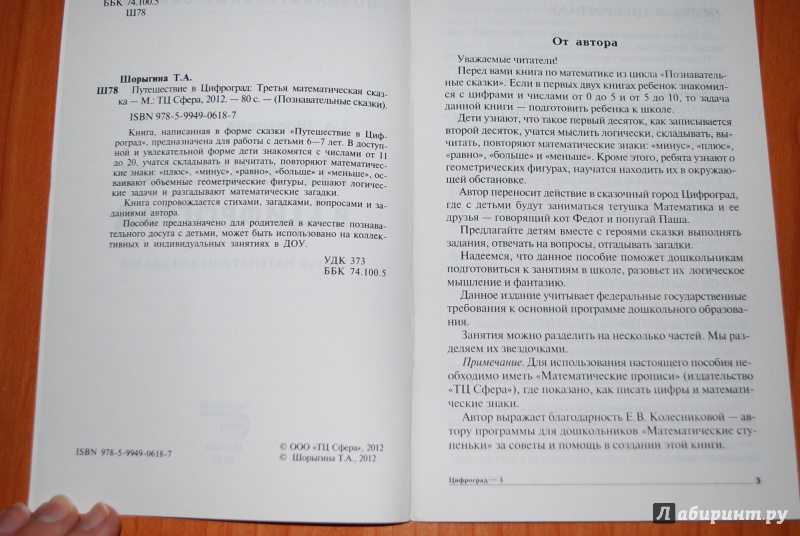 ББК 74.100.5
Ш78
Шорыгина Т.А.
Ш78 Путешествие в Цифроград: Третья математическая сказ-
ка — М.: ТЦ Сфера, 2012. — 80 с. — (Познавательные сказки).
ISBN 978-5-9949-0618-7
Книга, написанная в форме сказки «Путешествие в Циф-
роград», предназначена для работы с детьми 6—7 лет. В доступ-
ной и увлекательной форме дети знакомятся с числами от 11
до 20, учатся складывать и вычитать, повторяют математичес-
кие знаки: «плюс», «минус», «равно», «больше» и «меньше», ос-
ваивают объемные геометрические фигуры, решают логичес-
кие задачи и разгадывают математические загадки.
Книга сопровождается стихами, загадками, вопросами и за-
даниями автора.
Пособие предназначено для родителей в качестве познава-
тельного досуга с детьми, может быть использовано на коллек-
тивных и индивидуальных занятиях в ДОУ.
УДК 373
ББК 74.100.5
ISBN 978-5-9949-0618-7
© ООО «ТЦ Сфера», 2012
© Шорыгина Т.А., 2012
От автора
Уважаемые читатели!
Перед вами книга по математике из цикла «Познаватель-
ные сказки». Если в первых двух книгах ребенок знакомился
с цифрами и числами от 0 до 5 и от 5 до 10, то задача
данной книги — подготовить ребенка к школе.
Дети узнают, что такое первый десяток, как записывается
второй десяток, учатся мыслить логически, складывать, вы-
читать, повторяют математические знаки: «минус», «плюс»,
«равно», «больше» и «меньше». Кроме этого, ребята узнают о
геометрических фигурах, научатся находить их в окружаю-
щей обстановке.
Автор переносит действие в сказочный город Цифроград,
где с детьми будут заниматься тетушка Математика и ее
друзья — говорящий кот Федот и попугай Паша.
Предлагайте детям вместе с героями сказки выполнять
задания, отвечать на вопросы, отгадывать загадки.
Надеемся, что данное пособие поможет дошкольникам
подготовиться к занятиям в школе, разовьет их логическое
мышление и фантазию.
Данное издание учитывает федеральные государственные
требования к основной программе дошкольного образова-
ния.
Занятия можно разделить на несколько частей. Мы раз-
деляем их звездочками.
Примечание. Для использования настоящего пособия не-
обходимо иметь «Математические прописи» (издательство
«ТЦ Сфера»), где показано, как писать цифры и математи-
ческие знаки.
Автор выражает благодарность Е.В. Колесниковой — ав-
тору программы для дошкольников «Математические сту-
пеньки» за советы и помощь в создании этой книги.
Цифроград — 3
3
Лабиринт.ру